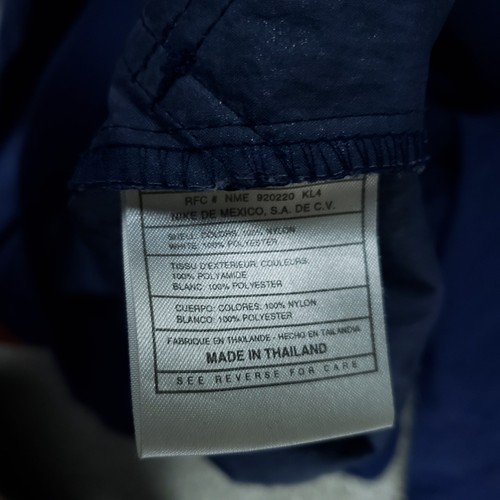 RFC # NME 920220 KL4
NIKE DE MEXICO, S.A. DE C.V.
SHELL: COLORS: 100% NYLON
WHITE: 100% POLYESTER
TISSU D'EXTERIEUR: COULEURS:
100% POLYAMIDE
BLANC: 100% POLYESTER
CUERPO: COLORES: 100% NYLON
BLANCO: 100% POLYESTER
FABRIQUE EN THAILANDE - HECHO EN TAILANDIA
MADE IN THAILAND
SEE REVERSE FOR CARE